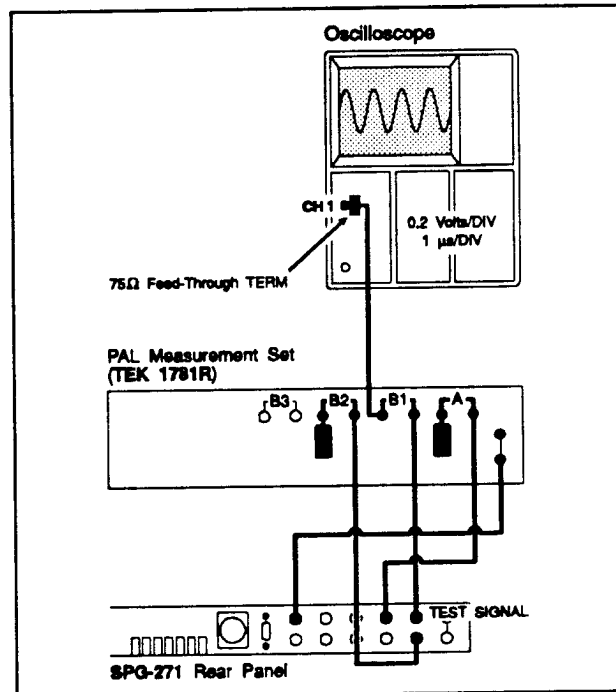 Oscilloscope
CH 1
0.2 Volts/DIV
1 µs/DIV
75Ω Feed-Through TERM
PAL Measurement Set
(TEK 1781R)
B3
B2
B1
A
TEST SIGNAL
SPG-271 Rear Panel